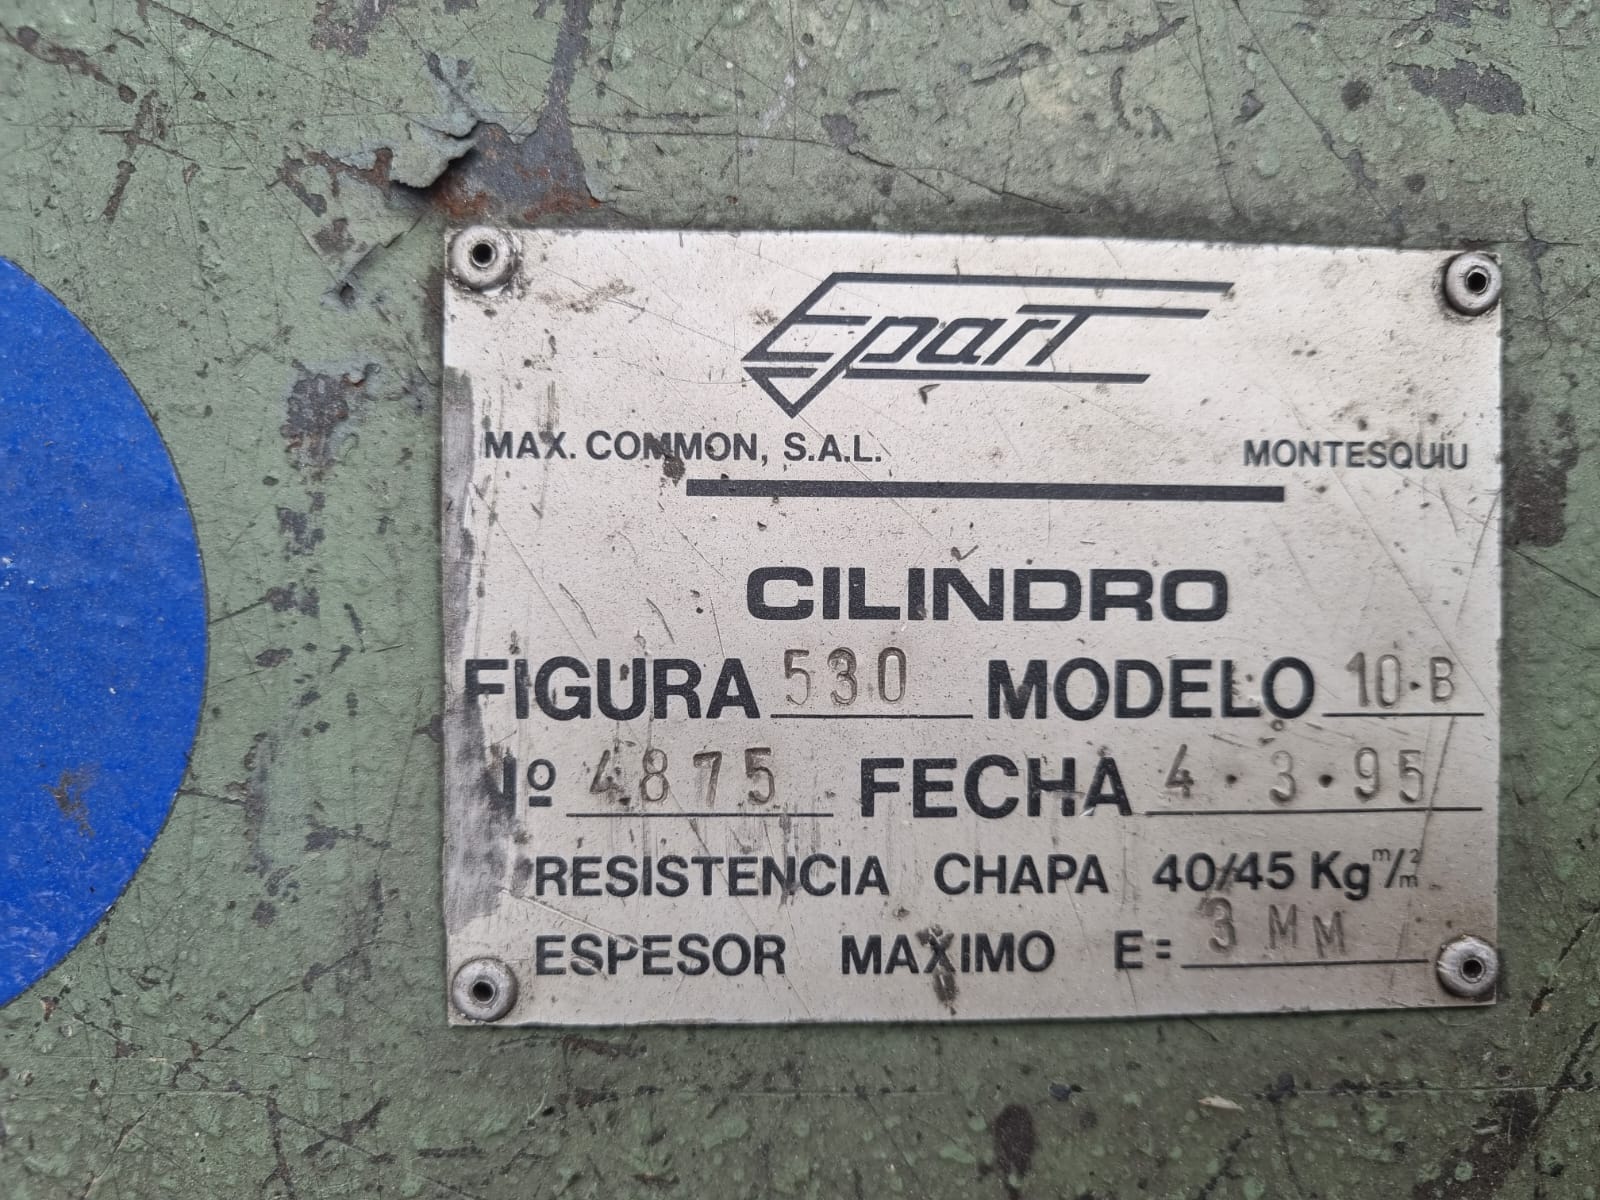 Epart
MAX. COMMON, S.A.L. MONTESQUIU
CILINDRO
FIGURA 530 MODELO 10·B
Nº 4875 FECHA 4·3·95
RESISTENCIA CHAPA 40/45 Kg m/m²
ESPESOR MAXIMO E= 3 MM